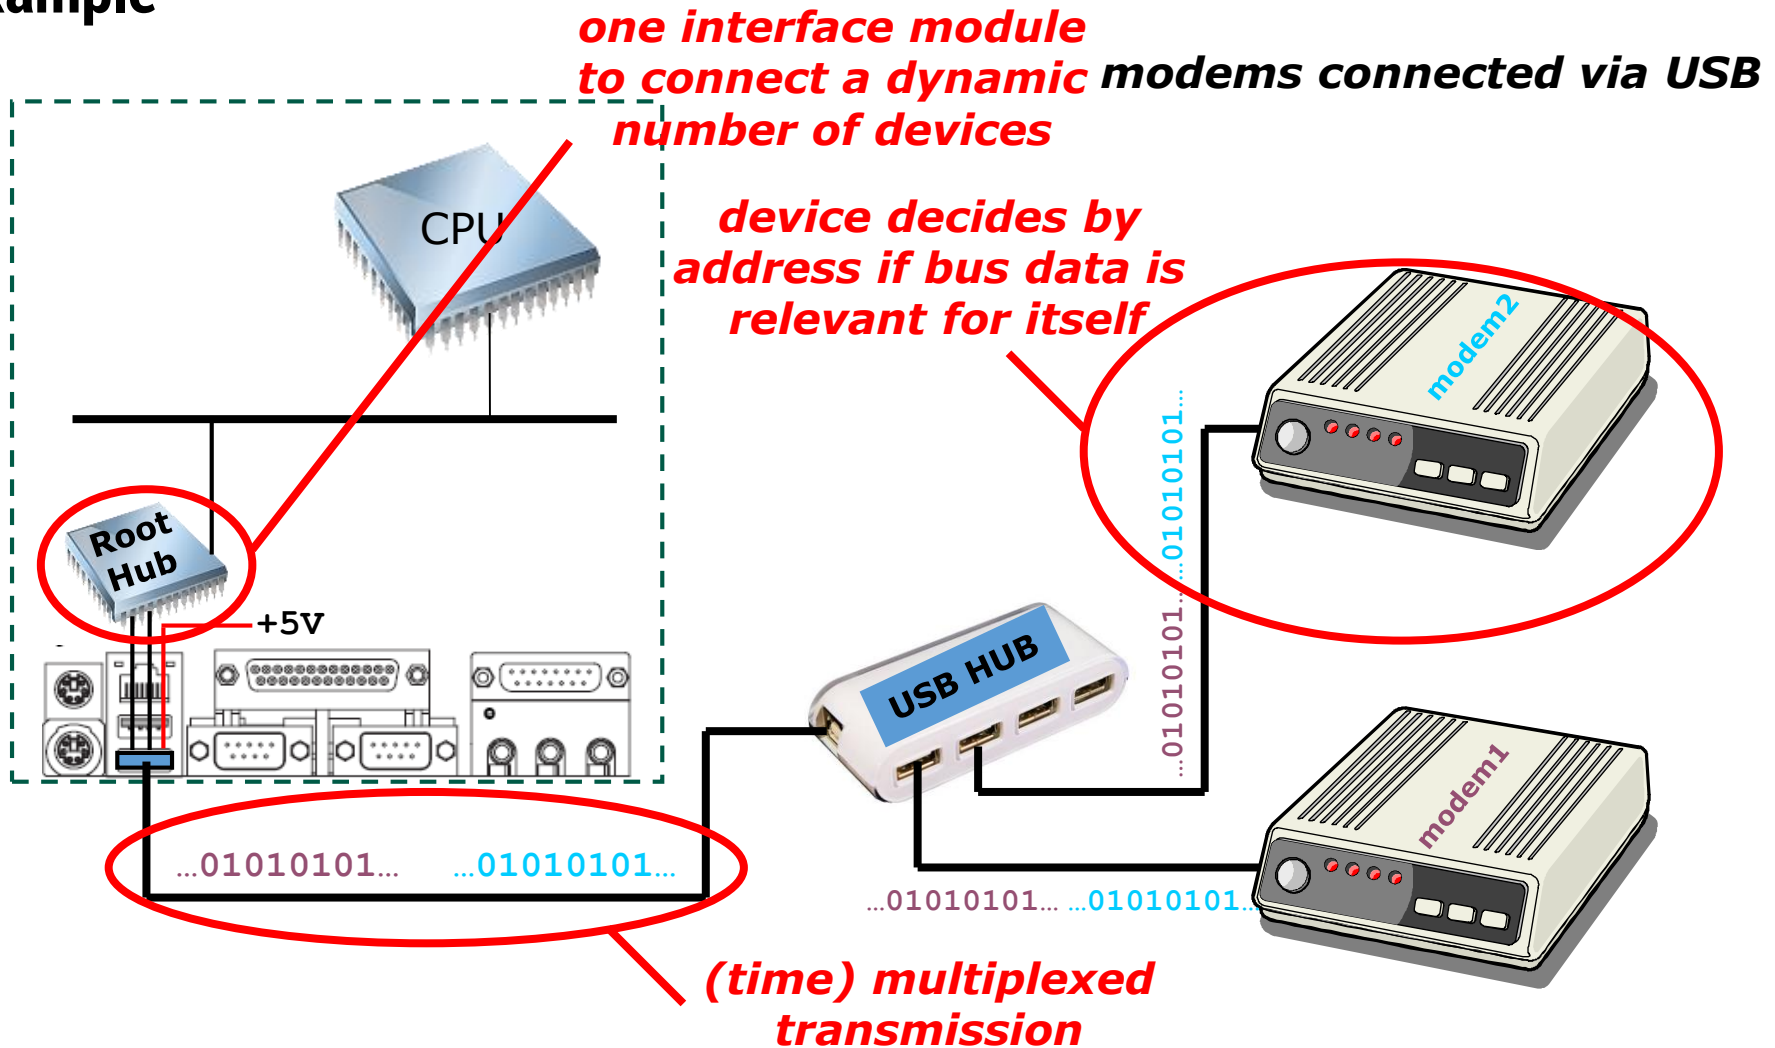 one interface module
to connect a dynamic
number of devices
modems connected via USB
device decides by
address if bus data is
relevant for itself
CPU
modem2
...01010101... ...01010101...
Root
Hub
+5V
USB HUB
modem1
...01010101... ...01010101...
...01010101... ...01010101...
(time) multiplexed
transmission